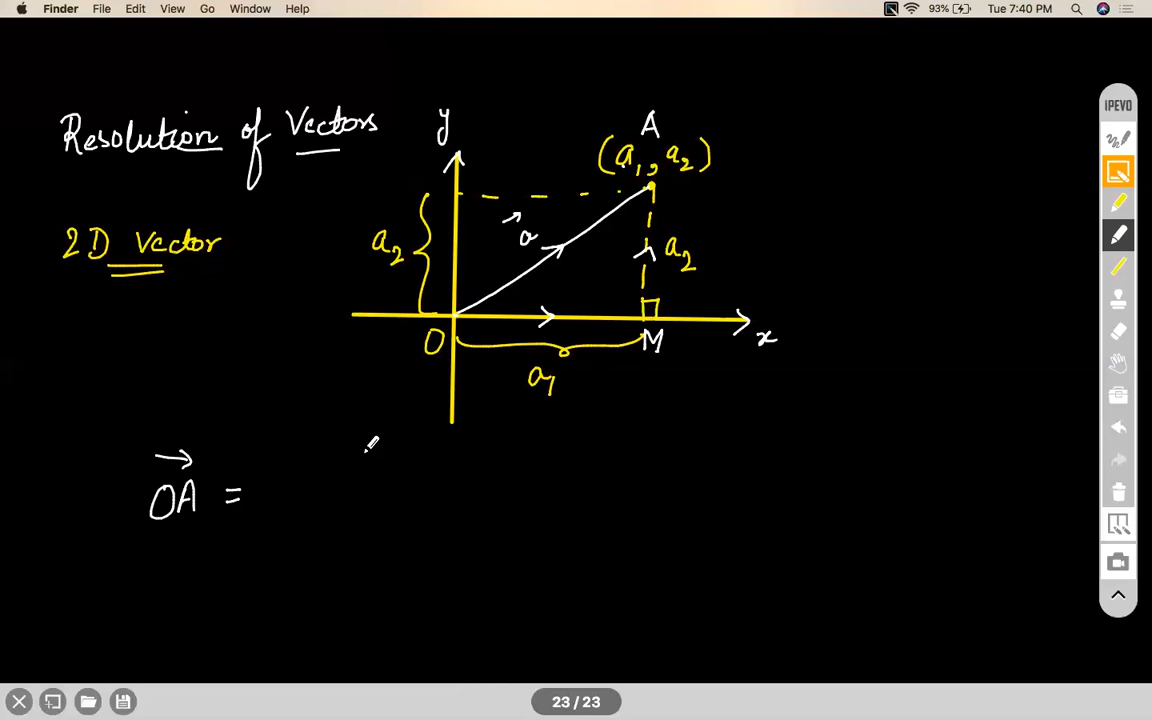 Finder File Edit View Go Window Help 93% Tue 7:40 PM
Resolution of Vectors
2D Vector
y
A
(a₁, a₂)
a₂
a⃗
a₂
O
M
x
a₁
OA⃗ =
IPEVO
23 / 23